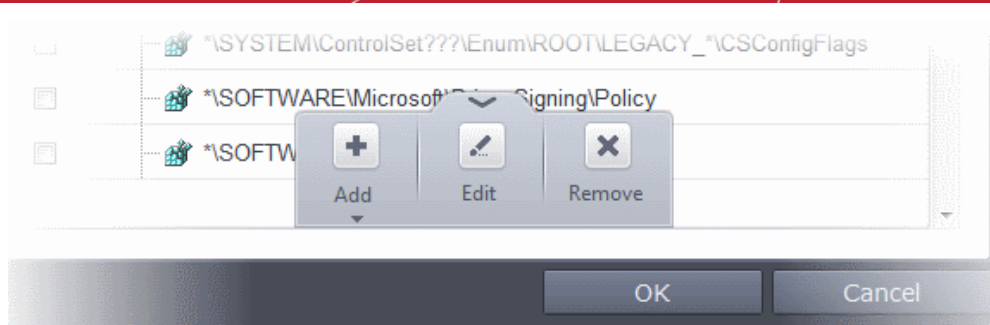 *\SYSTEM\ControlSet???\Enum\ROOT\LEGACY_*\CSConfigFlags
*\SOFTWARE\Microsoft\ Signing\Policy
*\SOFTW
Add Edit Remove
OK Cancel